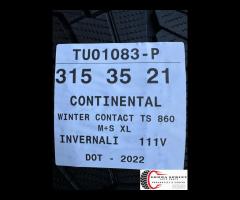 TU01083-P
315 35 21
CONTINENTAL
WINTER CONTACT TS 860
M+S XL
INVERNALI 111V
DOT - 2022